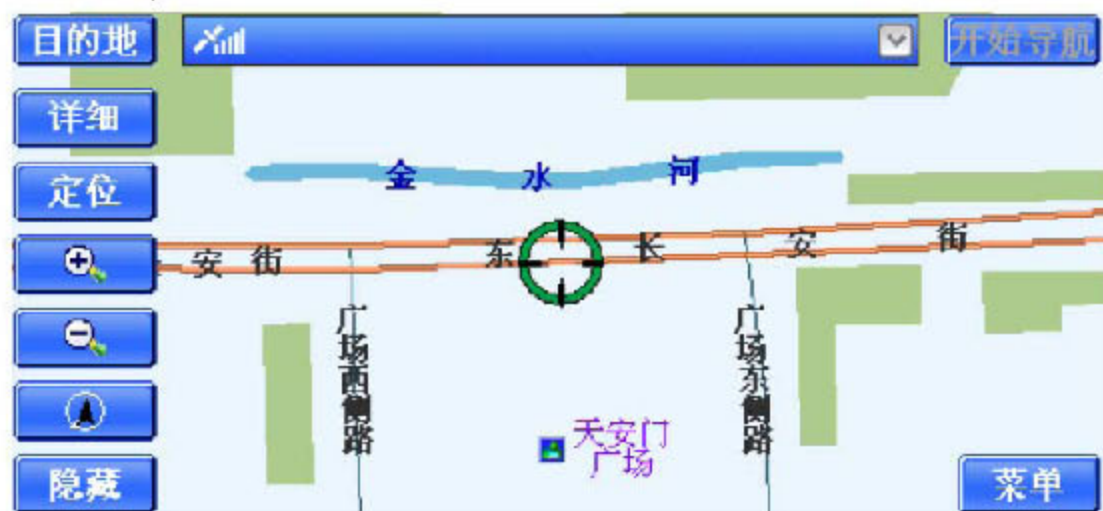 目的地
开始导航
详细
定位
金水河
安街
东长安街
广场西侧路
广场东侧路
天安门
广场
隐藏
菜单